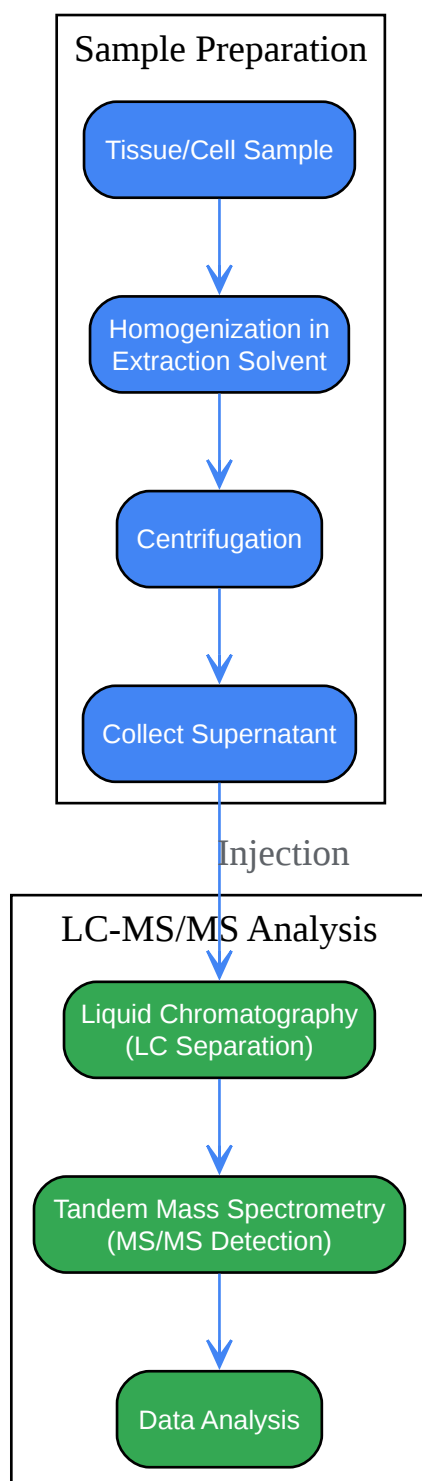 Sample Preparation
Tissue/Cell Sample
Homogenization in
Extraction Solvent
Centrifugation
Collect Supernatant
Injection
LC-MS/MS Analysis
Liquid Chromatography
(LC Separation)
Tandem Mass Spectrometry
(MS/MS Detection)
Data Analysis